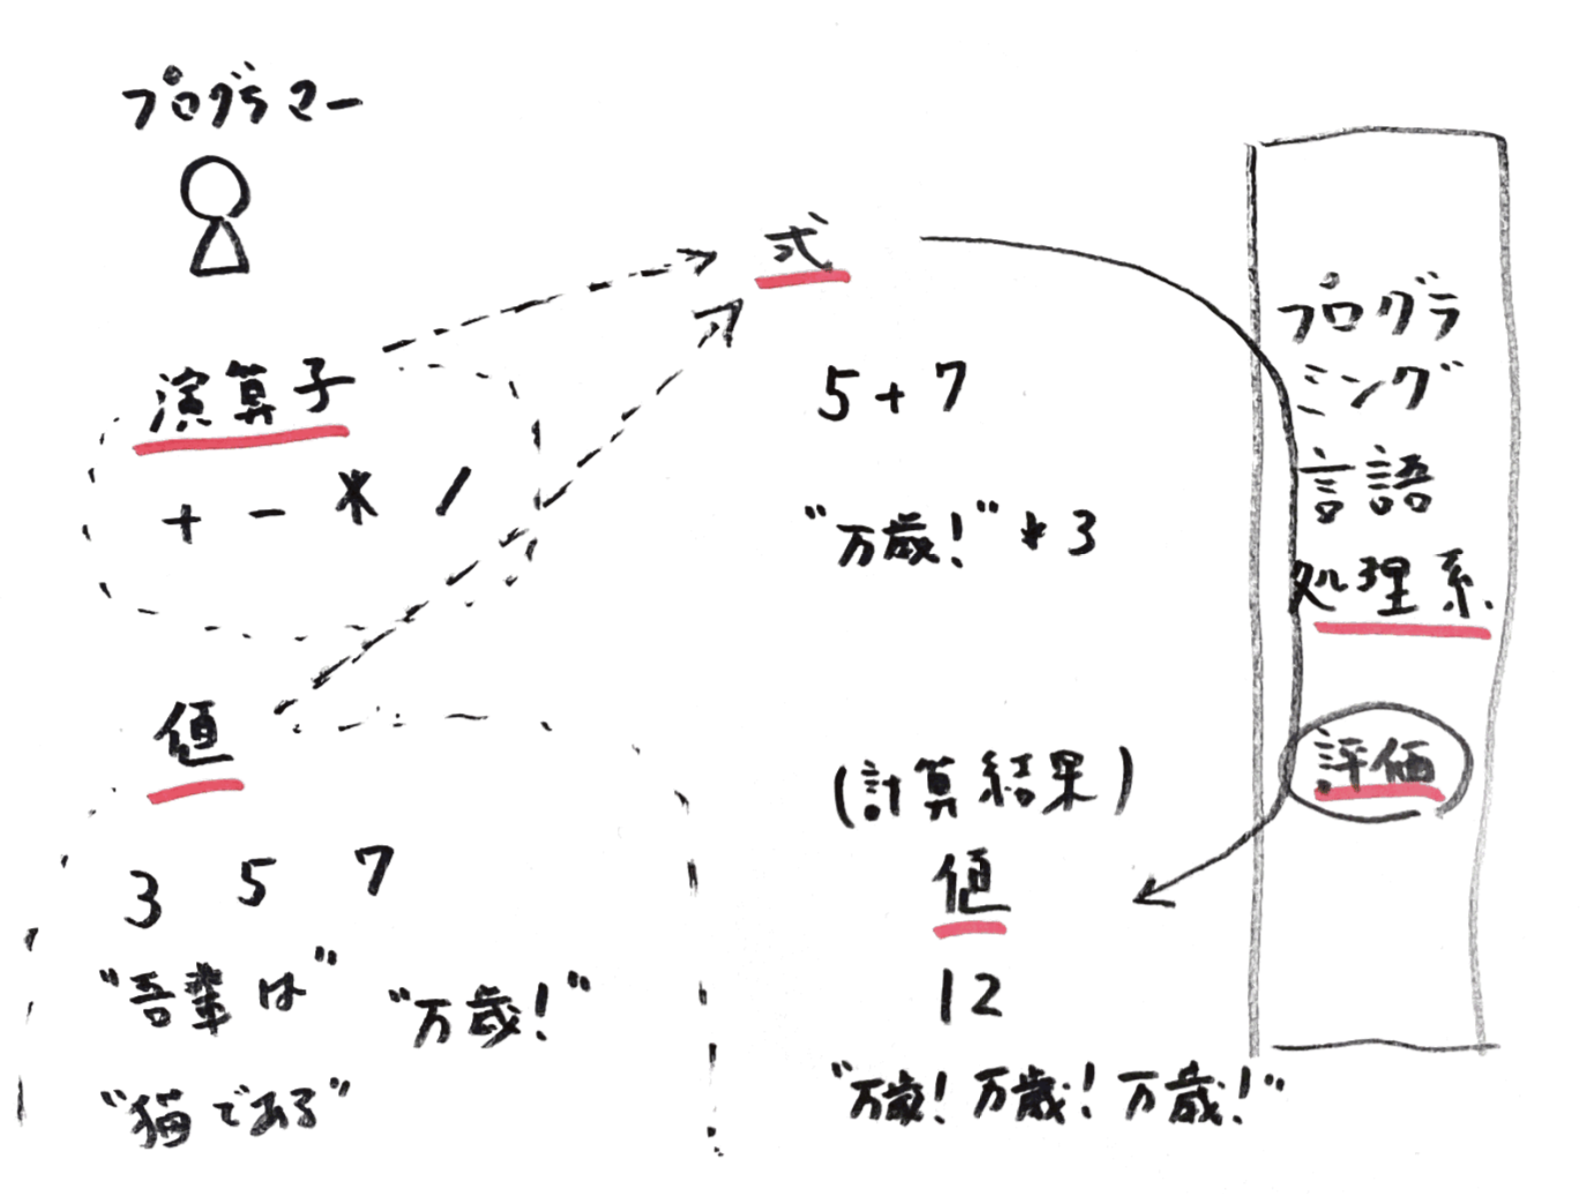 プログラマー
演算子
+ - * /
値
3 5 7
"吾輩は" "万歳!"
"猫である"
式
5 + 7
"万歳!" * 3
(計算結果)
値
12
"万歳! 万歳! 万歳!"
プログラ
ミング
言語
処理系
評価